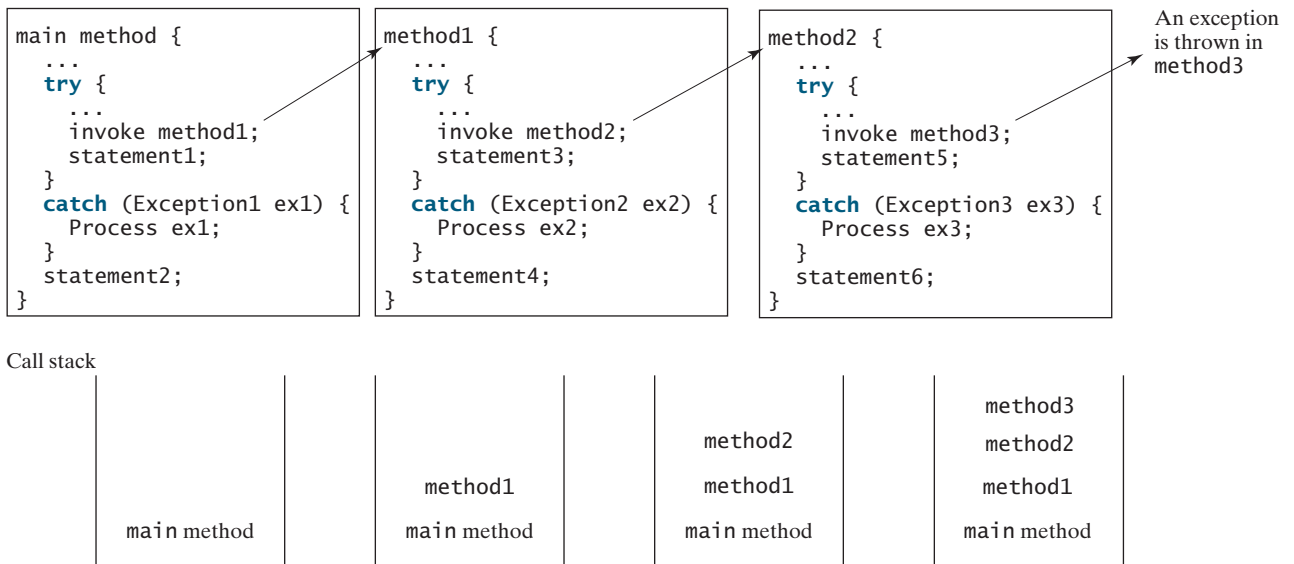 main method {
...
try {
...
invoke method1;
statement1;
}
catch (Exception1 ex1) {
Process ex1;
}
statement2;
}
method1 {
...
try {
...
invoke method2;
statement3;
}
catch (Exception2 ex2) {
Process ex2;
}
statement4;
}
method2 {
...
try {
...
invoke method3;
statement5;
}
catch (Exception3 ex3) {
Process ex3;
}
statement6;
}
An exception
is thrown in
method3
Call stack
main method
method1
main method
method2
method1
main method
method3
method2
method1
main method